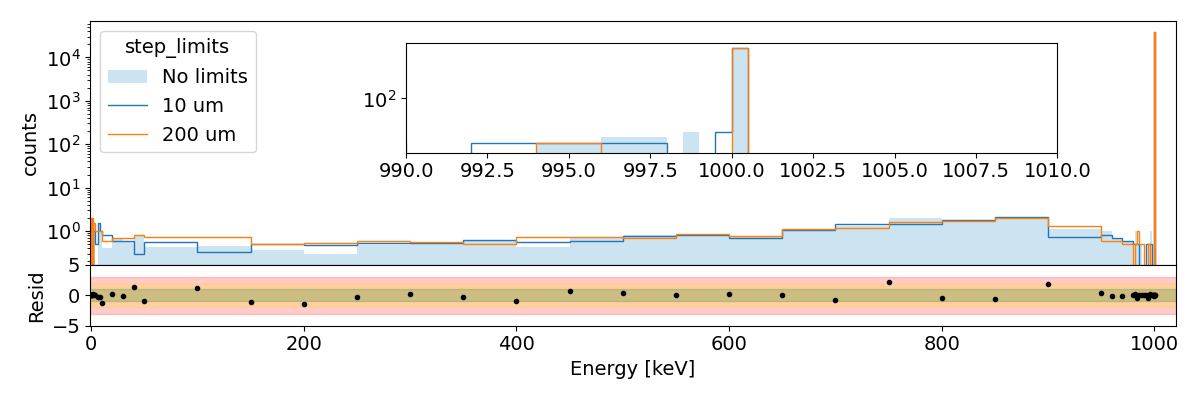 step_limits
No limits
10 um
200 um
counts
10⁴
10³
10²
10¹
10⁰
10²
990.0 992.5 995.0 997.5 1000.0 1002.5 1005.0 1007.5 1010.0
Resid
5
0
−5
0 200 400 600 800 1000
Energy [keV]